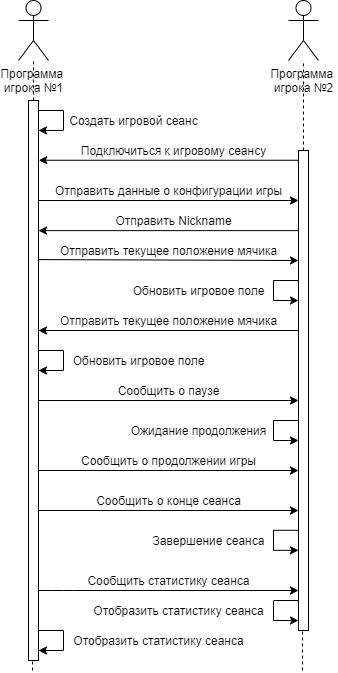 Программа
игрока №1
Программа
игрока №2
Создать игровой сеанс
Подключиться к игровому сеансу
Отправить данные о конфигурации игры
Отправить Nickname
Отправить текущее положение мячика
Обновить игровое поле
Отправить текущее положение мячика
Обновить игровое поле
Сообщить о паузе
Ожидание продолжения
Сообщить о продолжении игры
Сообщить о конце сеанса
Завершение сеанса
Сообщить статистику сеанса
Отобразить статистику сеанса
Отобразить статистику сеанса